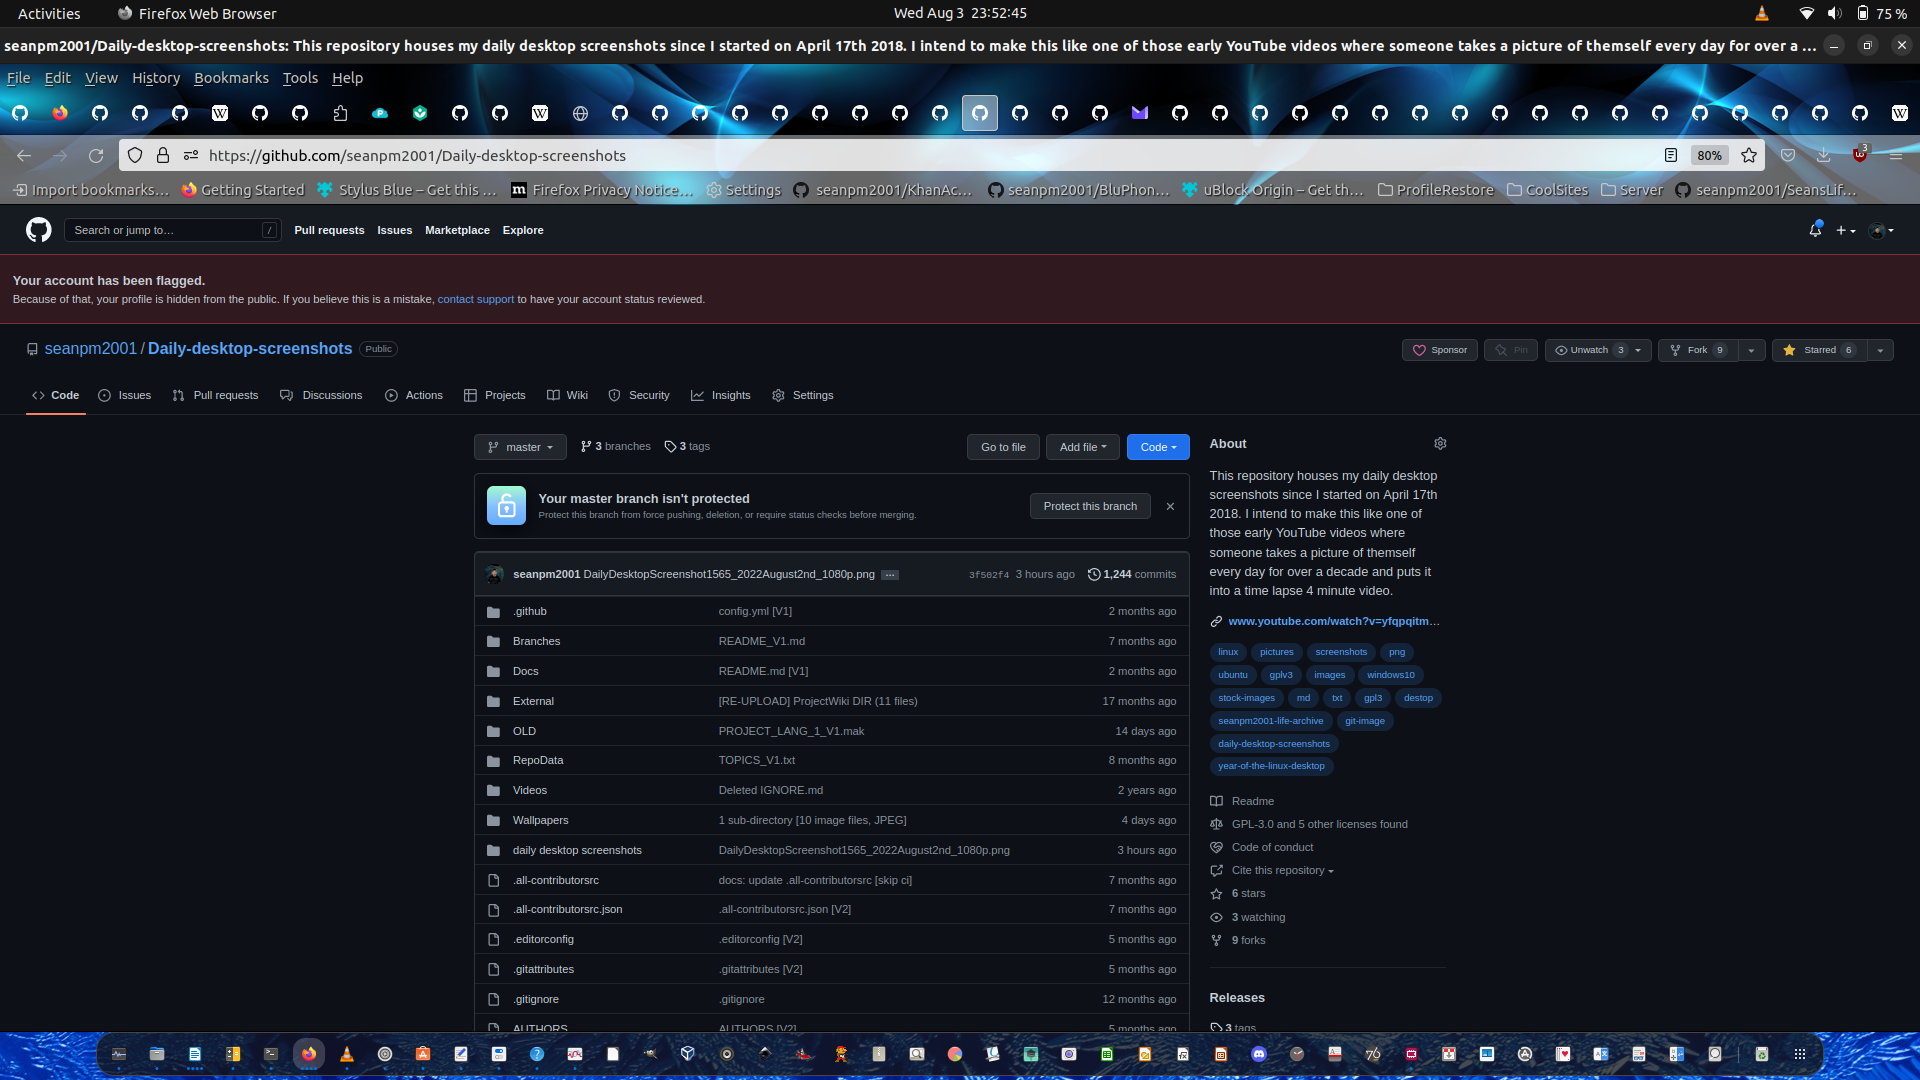 Activities Firefox Web Browser Wed Aug 3 23:52:45 75 %
seanpm2001/Daily-desktop-screenshots: This repository houses my daily desktop screenshots since I started on April 17th 2018. I intend to make this like one of those early YouTube videos where someone takes a picture of themself every day for over a ...
File Edit View History Bookmarks Tools Help
https://github.com/seanpm2001/Daily-desktop-screenshots 80% 3
Import bookmarks... Getting Started Stylus Blue – Get this ... Firefox Privacy Notice... Settings seanpm2001/KhanAc... seanpm2001/BluPhon... uBlock Origin – Get th... ProfileRestore CoolSites Server seanpm2001/SeansLif...
Search or jump to... / Pull requests Issues Marketplace Explore
Your account has been flagged.
Because of that, your profile is hidden from the public. If you believe this is a mistake, contact support to have your account status reviewed.
seanpm2001 / Daily-desktop-screenshots Public Sponsor Pin Unwatch 3 Fork 9 Starred 6
Code Issues Pull requests Discussions Actions Projects Wiki Security Insights Settings
master 3 branches 3 tags Go to file Add file Code
Your master branch isn't protected
Protect this branch from force pushing, deletion, or require status checks before merging.
Protect this branch
seanpm2001 DailyDesktopScreenshot1565_2022August2nd_1080p.png ... 3f502f4 3 hours ago 1,244 commits
.github config.yml [V1] 2 months ago
Branches README_V1.md 7 months ago
Docs README.md [V1] 2 months ago
External [RE-UPLOAD] ProjectWiki DIR (11 files) 17 months ago
OLD PROJECT_LANG_1_V1.mak 14 days ago
RepoData TOPICS_V1.txt 8 months ago
Videos Deleted IGNORE.md 2 years ago
Wallpapers 1 sub-directory [10 image files, JPEG] 4 days ago
daily desktop screenshots DailyDesktopScreenshot1565_2022August2nd_1080p.png 3 hours ago
.all-contributorsrc docs: update .all-contributorsrc [skip ci] 7 months ago
.all-contributorsrc.json .all-contributorsrc.json [V2] 7 months ago
.editorconfig .editorconfig [V2] 5 months ago
.gitattributes .gitattributes [V2] 5 months ago
.gitignore .gitignore 12 months ago
AUTHORS AUTHORS [V2] 5 months ago
About
This repository houses my daily desktop
screenshots since I started on April 17th
2018. I intend to make this like one of
those early YouTube videos where
someone takes a picture of themself
every day for over a decade and puts it
into a time lapse 4 minute video.
www.youtube.com/watch?v=yfqpqitm...
linux pictures screenshots png
ubuntu gplv3 images windows10
stock-images md txt gpl3 destop
seanpm2001-life-archive git-image
daily-desktop-screenshots
year-of-the-linux-desktop
Readme
GPL-3.0 and 5 other licenses found
Code of conduct
Cite this repository
6 stars
3 watching
9 forks
Releases
3 tags